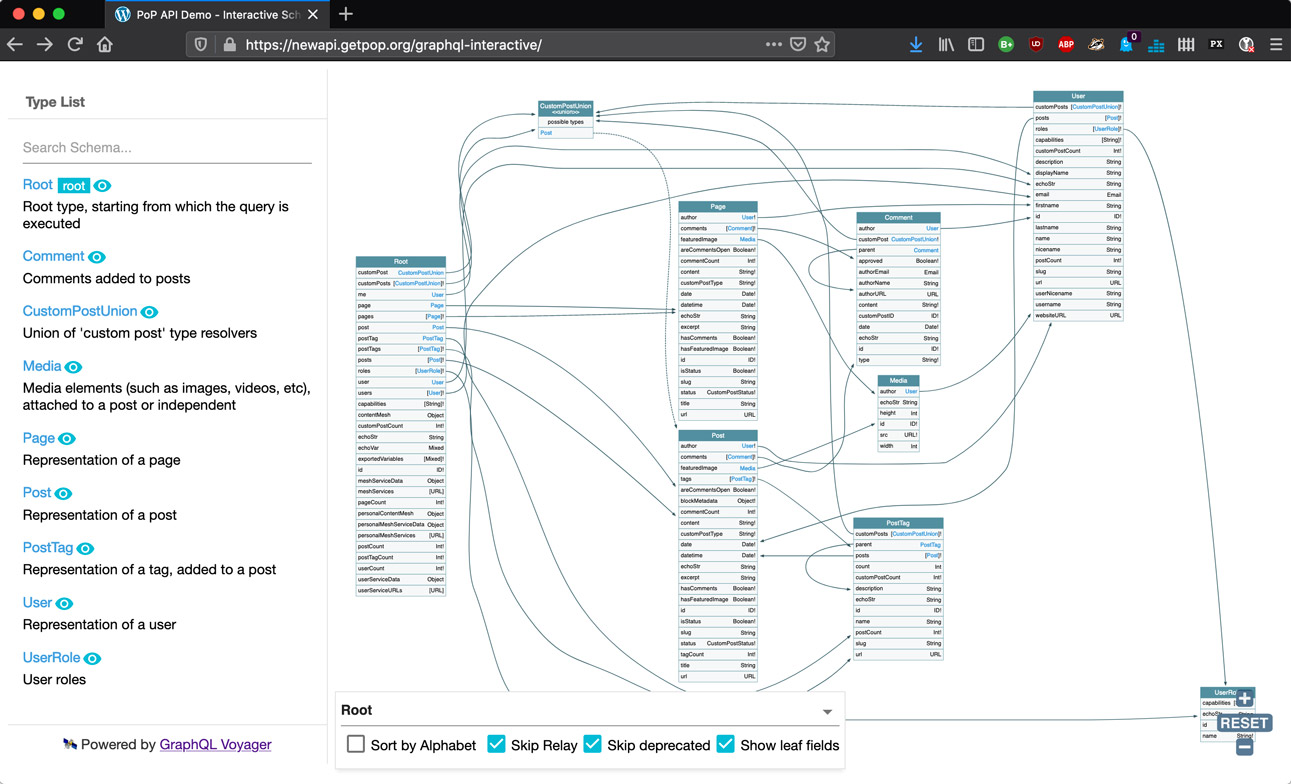 PoP API Demo - Interactive Sch
https://newapi.getpop.org/graphql-interactive/
B+
UD
ABP
0
PX
Type List
Search Schema...
Root root
Root type, starting from which the query is
executed
Comment
Comments added to posts
CustomPostUnion
Union of 'custom post' type resolvers
Media
Media elements (such as images, videos, etc),
attached to a post or independent
Page
Representation of a page
Post
Representation of a post
PostTag
Representation of a tag, added to a post
User
Representation of a user
UserRole
User roles
Powered by GraphQL Voyager
Root
customPost CustomPostUnion
customPosts [CustomPostUnion]!
me User
page Page
pages [Page]!
post Post
postTag PostTag
postTags [PostTag]!
posts [Post]!
roles [UserRole]!
user User
users [User]!
capabilities [String]!
contentMesh Object
customPostCount Int!
echoStr String
echoVar Mixed
exportedVariables [Mixed]!
id ID!
meshServiceData Object
meshServices [URL]
pageCount Int!
personalContentMesh Object
personalMeshServiceData Object
personalMeshServices [URL]
postCount Int!
postTagCount Int!
userCount Int!
userServiceData Object
userServiceURLs [URL]
CustomPostUnion
<<union>>
possible types
Post
Page
author User!
comments [Comment]!
featuredImage Media
areCommentsOpen Boolean!
commentCount Int!
content String!
customPostType String!
date Date!
datetime Date!
echoStr String
excerpt String
hasComments Boolean!
hasFeaturedImage Boolean!
id ID!
isStatus Boolean!
slug String
status CustomPostStatus!
title String
url URL
Post
author User!
comments [Comment]!
featuredImage Media
tags [PostTag]!
areCommentsOpen Boolean!
blockMetadata Object!
commentCount Int!
content String!
customPostType String!
date Date!
datetime Date!
echoStr String
excerpt String
hasComments Boolean!
hasFeaturedImage Boolean!
id ID!
isStatus Boolean!
slug String
status CustomPostStatus!
tagCount Int!
title String
url URL
Comment
author User
customPost CustomPostUnion!
parent Comment
approved Boolean!
authorEmail Email
authorName String
authorURL URL
content String!
customPostID ID!
date Date!
echoStr String
id ID!
type String!
Media
author User
echoStr String
height Int
id ID!
src URL!
width Int
PostTag
customPosts [CustomPostUnion]!
parent PostTag
posts [Post]!
count Int
customPostCount Int!
description String
echoStr String
id ID!
name String
postCount Int!
slug String
url URL
User
customPosts [CustomPostUnion]!
posts [Post]!
roles [UserRole]!
capabilities [String]!
customPostCount Int!
description String
displayName String
echoStr String
email Email
firstname String
id ID!
lastname String
name String
nicename String
postCount Int!
slug String
url URL
userNicename String
username String
websiteURL URL
capabilities
id
name String!
RESET
Root
Sort by Alphabet Skip Relay Skip deprecated Show leaf fields